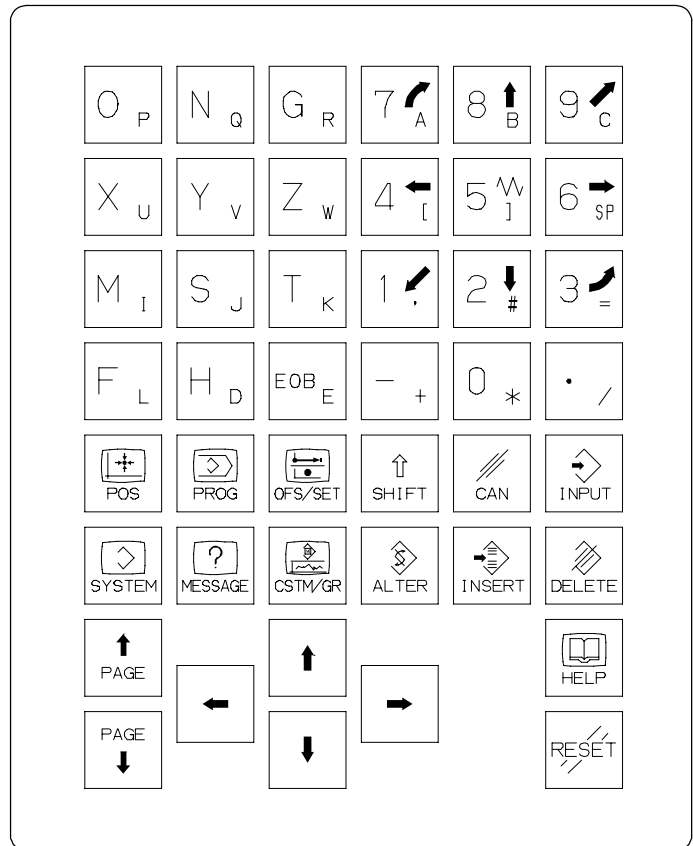 O P N Q G R 7 A 8 B 9 C
X U Y V Z W 4 [ 5 ] 6 SP
M I S J T K 1 , 2 # 3 =
F L H D EOB E - + 0 * . /
POS PROG OFS/SET SHIFT CAN INPUT
SYSTEM MESSAGE CSTM/GR ALTER INSERT DELETE
PAGE HELP
PAGE RESET